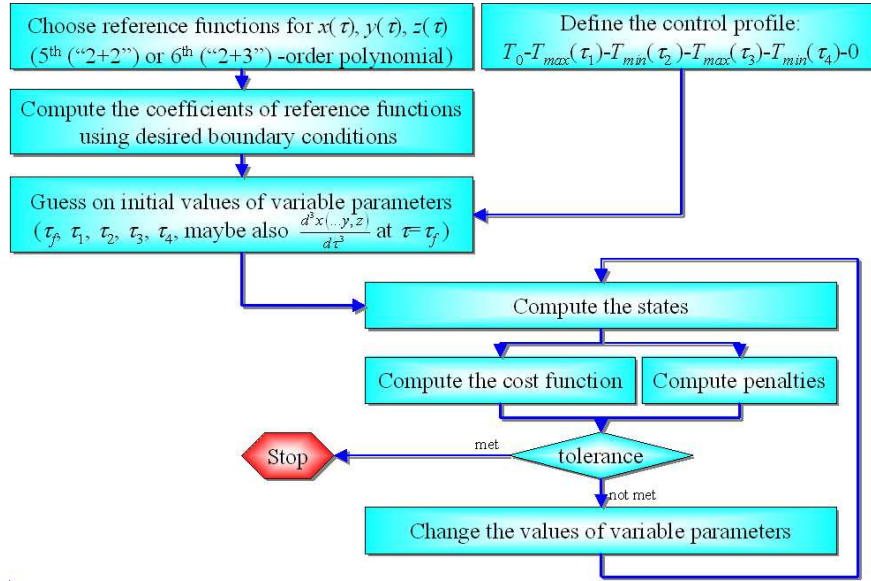 Choose reference functions for x(τ), y(τ), z(τ)
(5th (“2+2”) or 6th (“2+3”) -order polynomial)
Define the control profile:
T0-Tmax(τ1)-Tmin(τ2)-Tmax(τ3)-Tmin(τ4)-0
Compute the coefficients of reference functions
using desired boundary conditions
Guess on initial values of variable parameters
(τf, τ1, τ2, τ3, τ4, maybe also d³x(...y,z)/dτ³ at τ=τf)
Compute the states
Compute the cost function
Compute penalties
tolerance
met
Stop
not met
Change the values of variable parameters